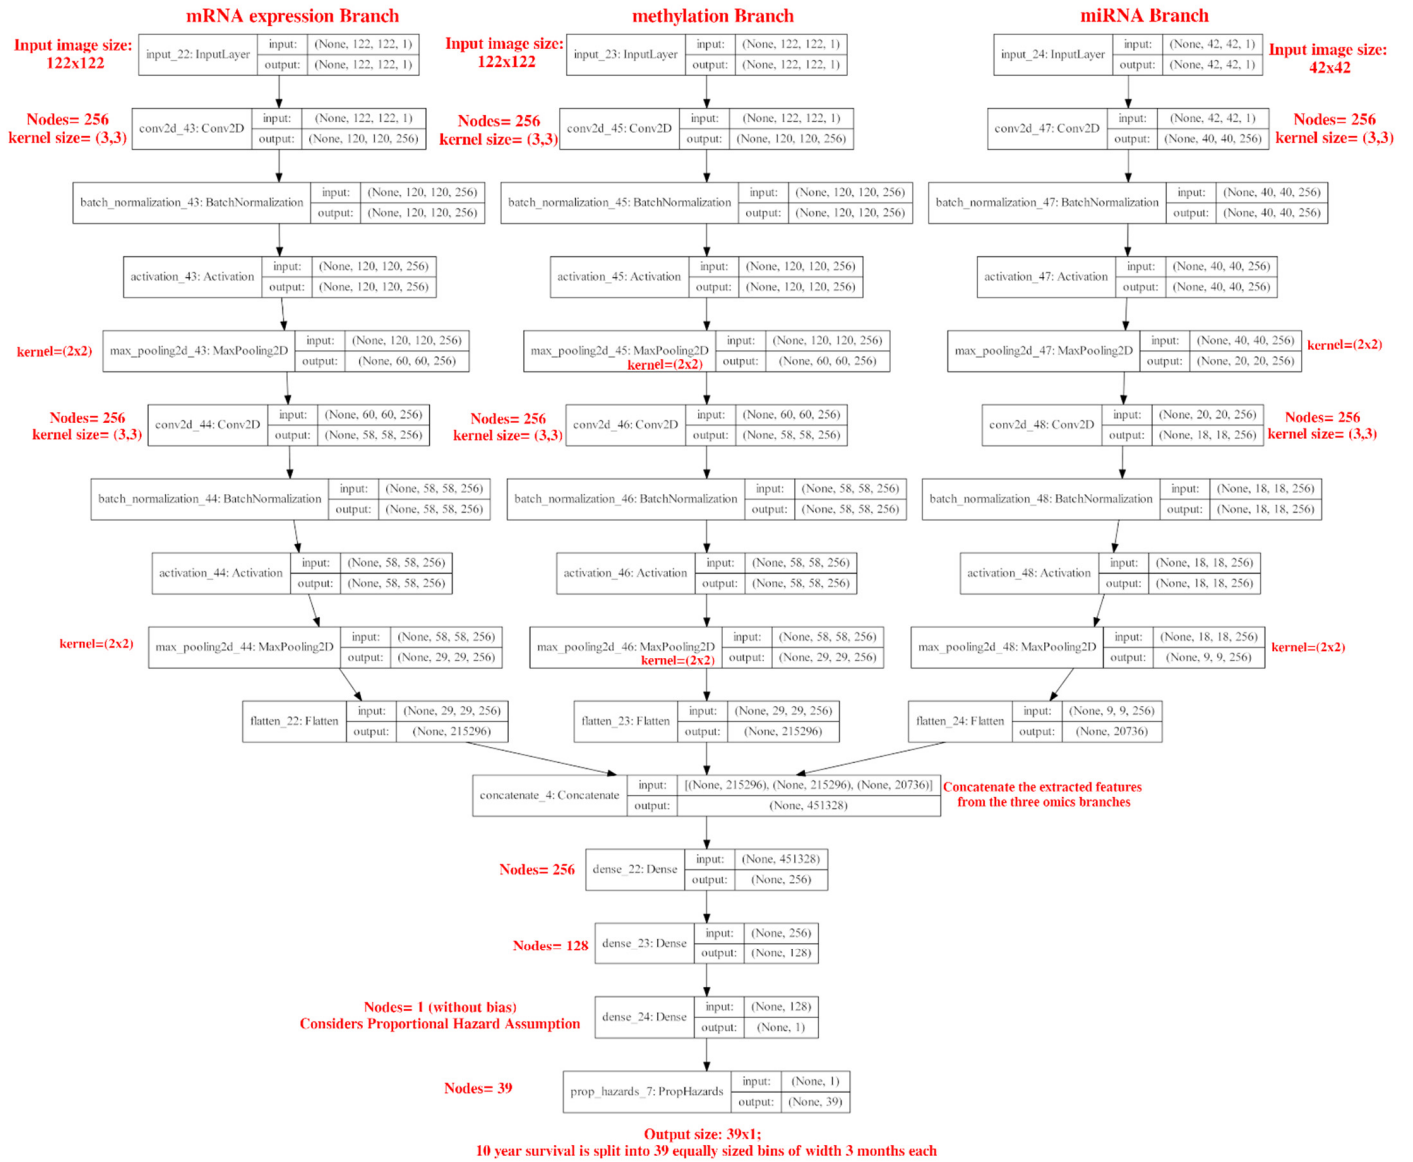 mRNA expression Branch
methylation Branch
miRNA Branch
Input image size:
122x122
input_22: InputLayer
input: (None, 122, 122, 1)
output: (None, 122, 122, 1)
Input image size:
122x122
input_23: InputLayer
input: (None, 122, 122, 1)
output: (None, 122, 122, 1)
input_24: InputLayer
input: (None, 42, 42, 1)
output: (None, 42, 42, 1)
Input image size:
42x42
Nodes= 256
kernel size= (3,3)
conv2d_43: Conv2D
input: (None, 122, 122, 1)
output: (None, 120, 120, 256)
Nodes= 256
kernel size= (3,3)
conv2d_45: Conv2D
input: (None, 122, 122, 1)
output: (None, 120, 120, 256)
conv2d_47: Conv2D
input: (None, 42, 42, 1)
output: (None, 40, 40, 256)
Nodes= 256
kernel size= (3,3)
batch_normalization_43: BatchNormalization
input: (None, 120, 120, 256)
output: (None, 120, 120, 256)
batch_normalization_45: BatchNormalization
input: (None, 120, 120, 256)
output: (None, 120, 120, 256)
batch_normalization_47: BatchNormalization
input: (None, 40, 40, 256)
output: (None, 40, 40, 256)
activation_43: Activation
input: (None, 120, 120, 256)
output: (None, 120, 120, 256)
activation_45: Activation
input: (None, 120, 120, 256)
output: (None, 120, 120, 256)
activation_47: Activation
input: (None, 40, 40, 256)
output: (None, 40, 40, 256)
kernel=(2x2)
max_pooling2d_43: MaxPooling2D
input: (None, 120, 120, 256)
output: (None, 60, 60, 256)
max_pooling2d_45: MaxPooling2D
kernel=(2x2)
input: (None, 120, 120, 256)
output: (None, 60, 60, 256)
max_pooling2d_47: MaxPooling2D
input: (None, 40, 40, 256)
output: (None, 20, 20, 256)
kernel=(2x2)
Nodes= 256
kernel size= (3,3)
conv2d_44: Conv2D
input: (None, 60, 60, 256)
output: (None, 58, 58, 256)
Nodes= 256
kernel size= (3,3)
conv2d_46: Conv2D
input: (None, 60, 60, 256)
output: (None, 58, 58, 256)
conv2d_48: Conv2D
input: (None, 20, 20, 256)
output: (None, 18, 18, 256)
Nodes= 256
kernel size= (3,3)
batch_normalization_44: BatchNormalization
input: (None, 58, 58, 256)
output: (None, 58, 58, 256)
batch_normalization_46: BatchNormalization
input: (None, 58, 58, 256)
output: (None, 58, 58, 256)
batch_normalization_48: BatchNormalization
input: (None, 18, 18, 256)
output: (None, 18, 18, 256)
activation_44: Activation
input: (None, 58, 58, 256)
output: (None, 58, 58, 256)
activation_46: Activation
input: (None, 58, 58, 256)
output: (None, 58, 58, 256)
activation_48: Activation
input: (None, 18, 18, 256)
output: (None, 18, 18, 256)
kernel=(2x2)
max_pooling2d_44: MaxPooling2D
input: (None, 58, 58, 256)
output: (None, 29, 29, 256)
max_pooling2d_46: MaxPooling2D
kernel=(2x2)
input: (None, 58, 58, 256)
output: (None, 29, 29, 256)
max_pooling2d_48: MaxPooling2D
input: (None, 18, 18, 256)
output: (None, 9, 9, 256)
kernel=(2x2)
flatten_22: Flatten
input: (None, 29, 29, 256)
output: (None, 215296)
flatten_23: Flatten
input: (None, 29, 29, 256)
output: (None, 215296)
flatten_24: Flatten
input: (None, 9, 9, 256)
output: (None, 20736)
concatenate_4: Concatenate
input: [(None, 215296), (None, 215296), (None, 20736)]
output: (None, 451328)
Concatenate the extracted features
from the three omics branches
Nodes= 256
dense_22: Dense
input: (None, 451328)
output: (None, 256)
Nodes= 128
dense_23: Dense
input: (None, 256)
output: (None, 128)
Nodes= 1 (without bias)
Considers Proportional Hazard Assumption
dense_24: Dense
input: (None, 128)
output: (None, 1)
Nodes= 39
prop_hazards_7: PropHazards
input: (None, 1)
output: (None, 39)
Output size: 39x1;
10 year survival is split into 39 equally sized bins of width 3 months each